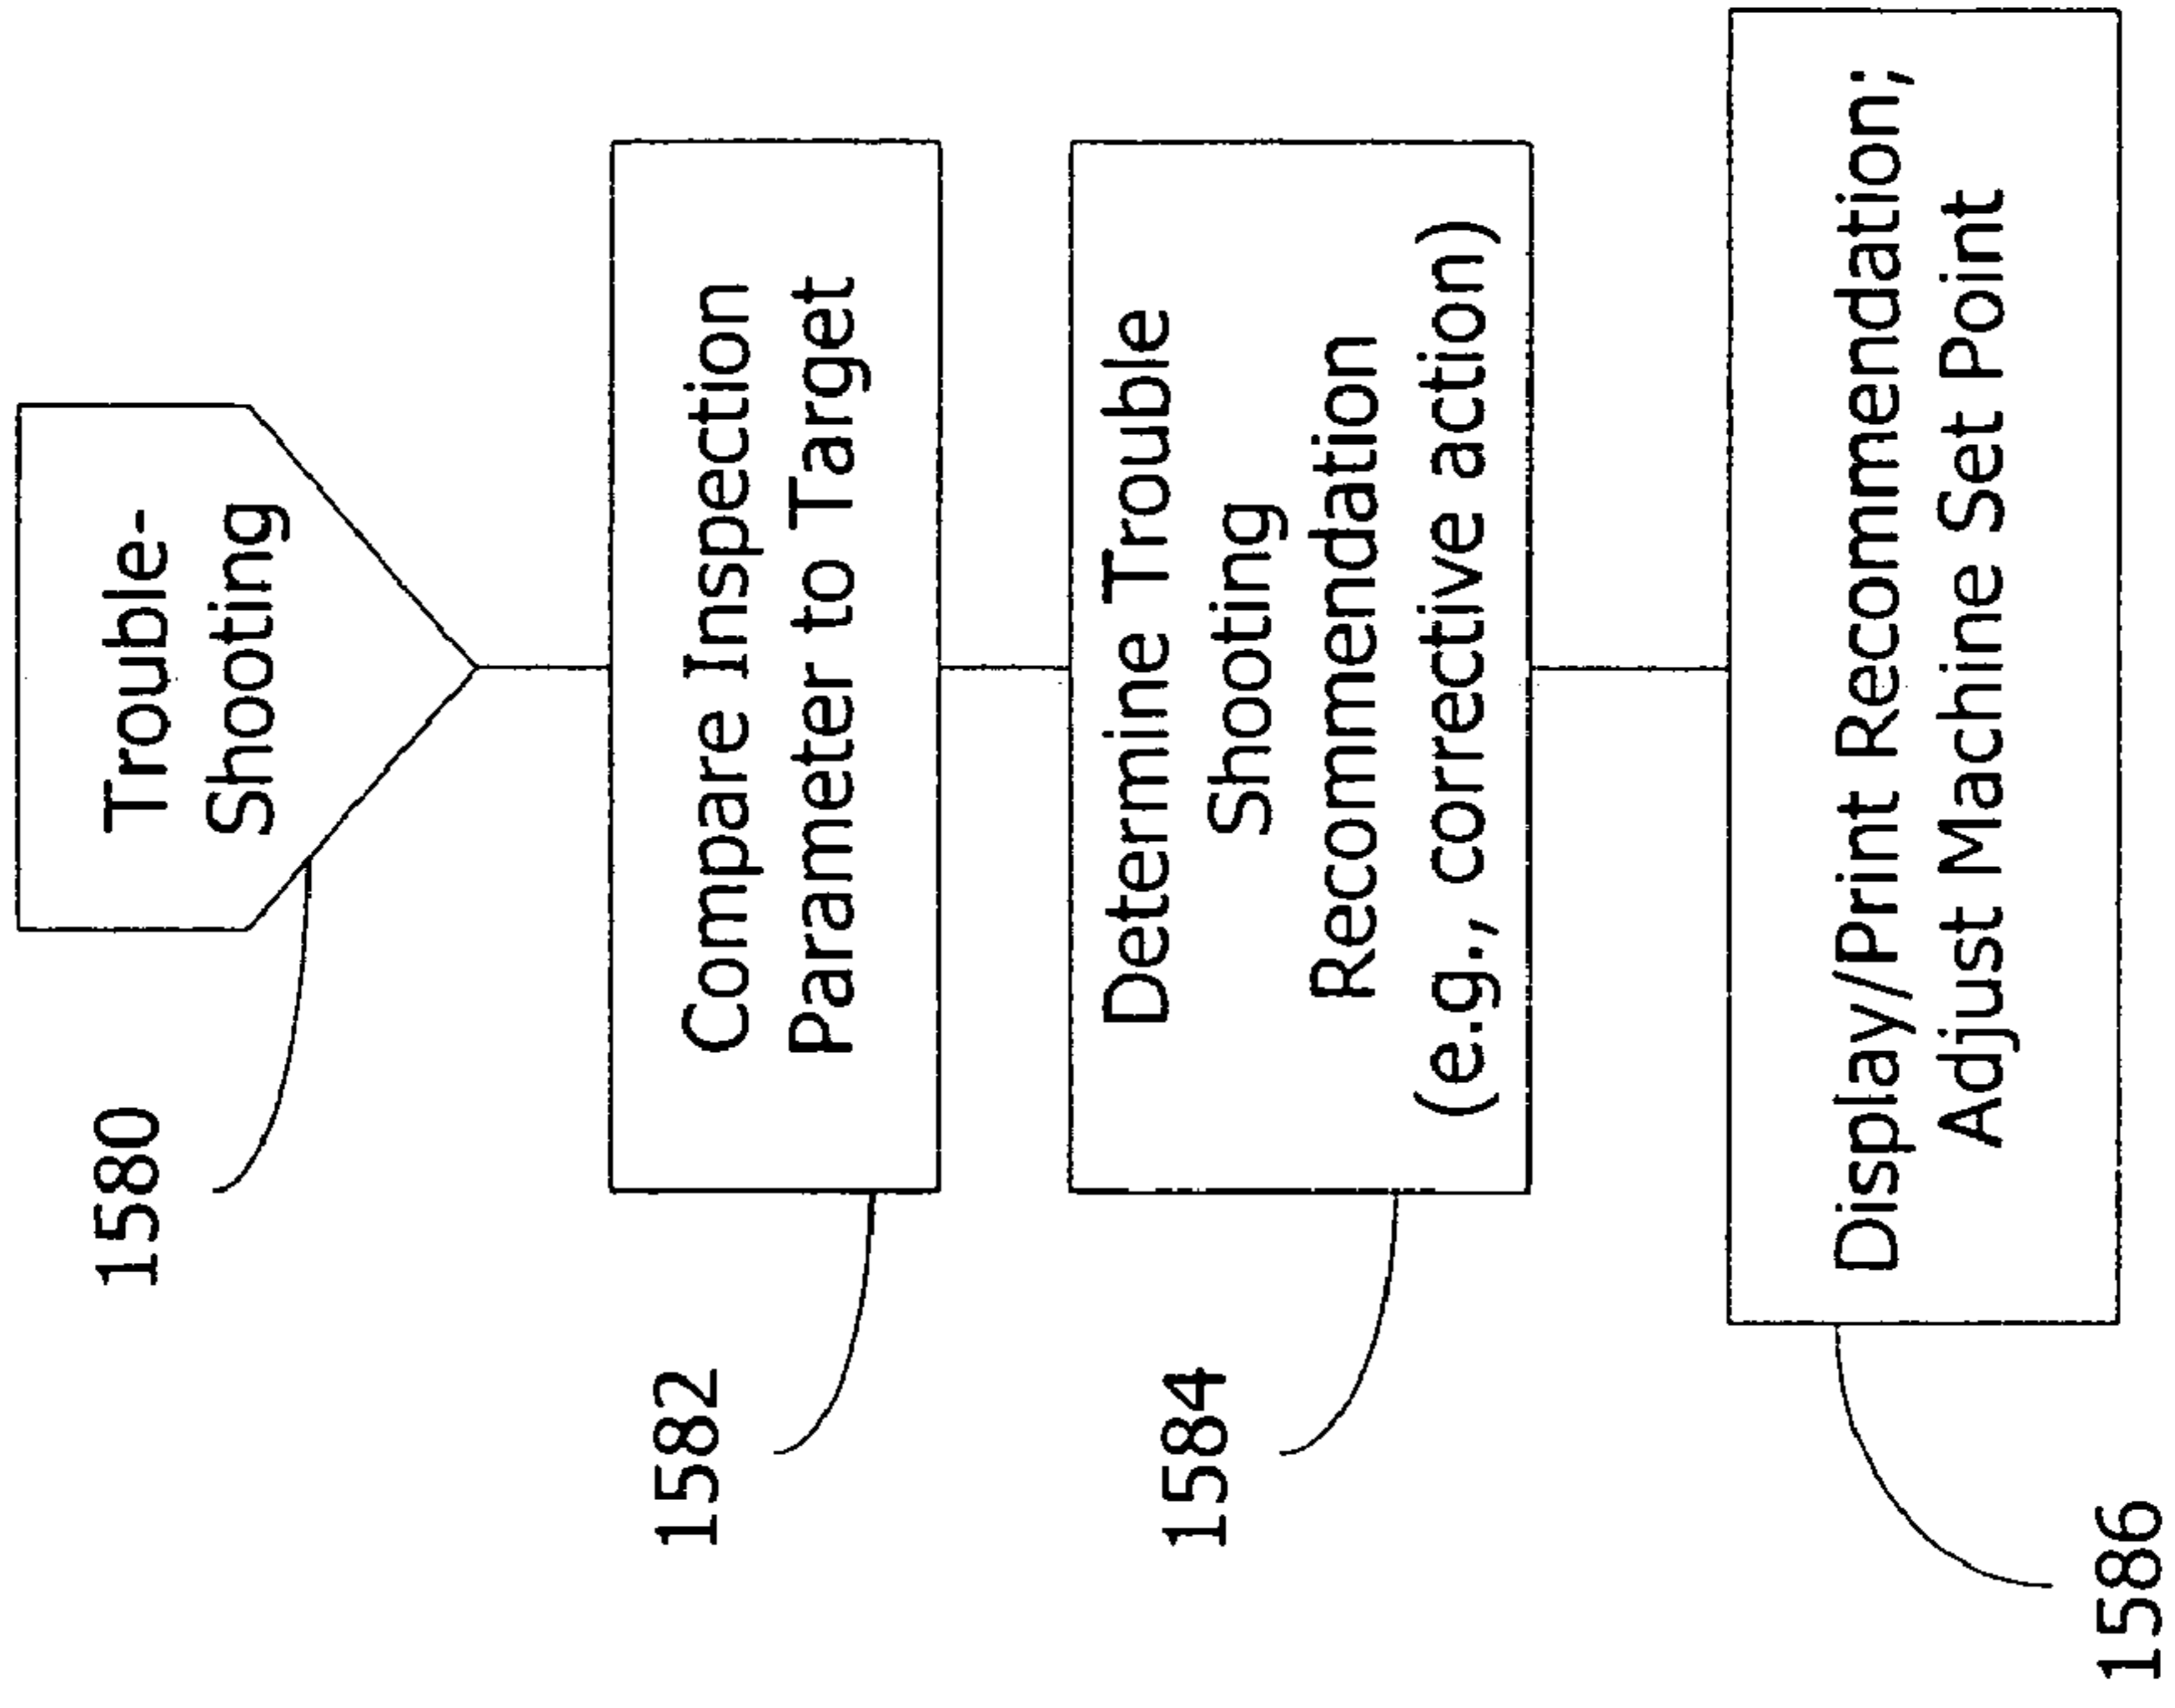 1580
Trouble-
Shooting
1582
Compare Inspection
Parameter to Target
1584
Determine Trouble
Shooting
Recommendation
(e.g., corrective action)
1586
Display/Print Recommendation;
Adjust Machine Set Point